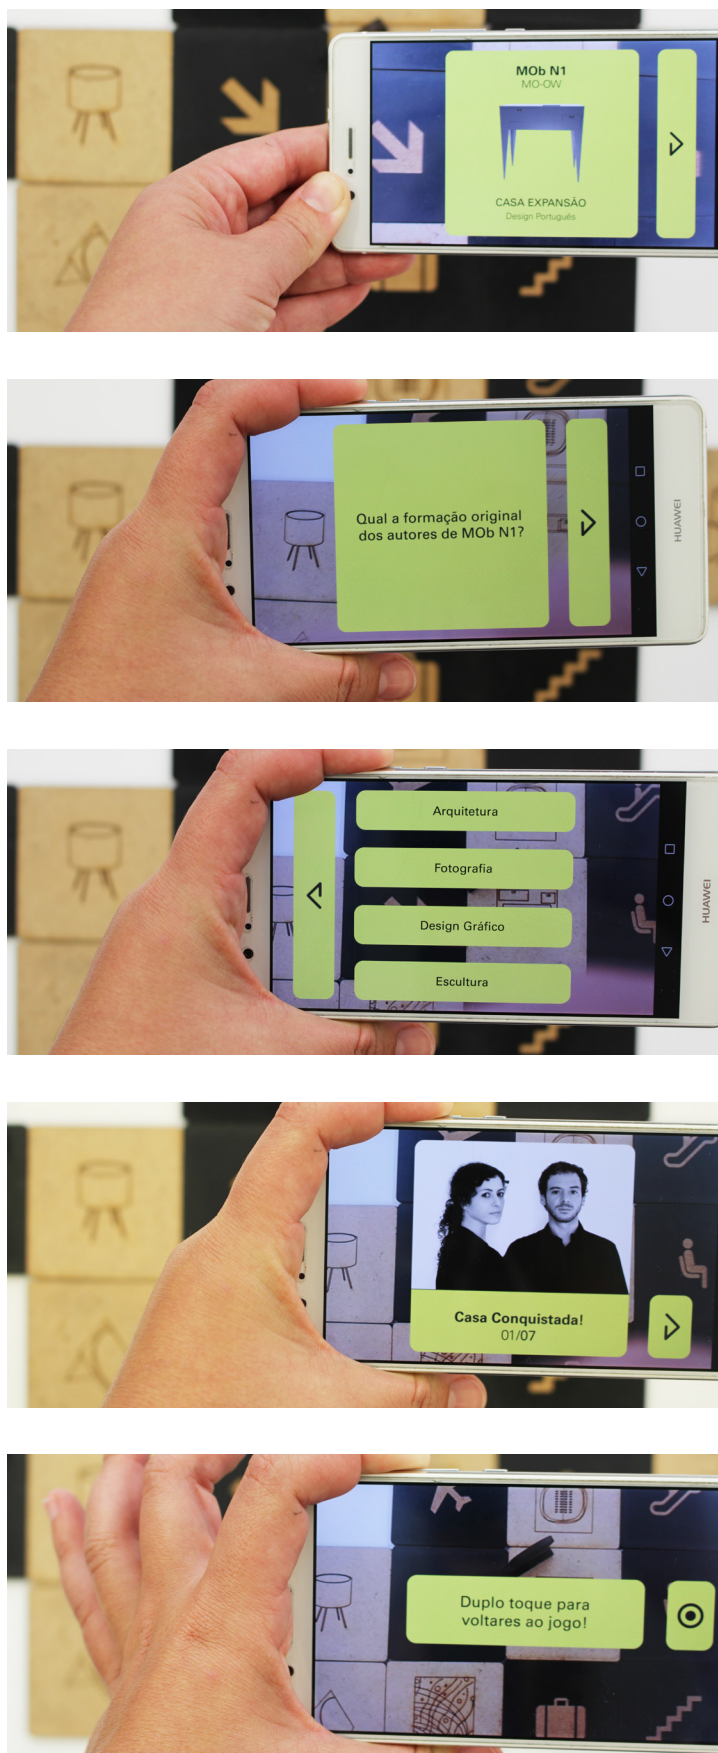 MOb N1
MO-OW
CASA EXPANSÃO
Design Português
Qual a formação original
dos autores de MOb N1?
HUAWEI
Arquitetura
Fotografia
Design Gráfico
Escultura
HUAWEI
Casa Conquistada!
01/07
Duplo toque para
voltares ao jogo!